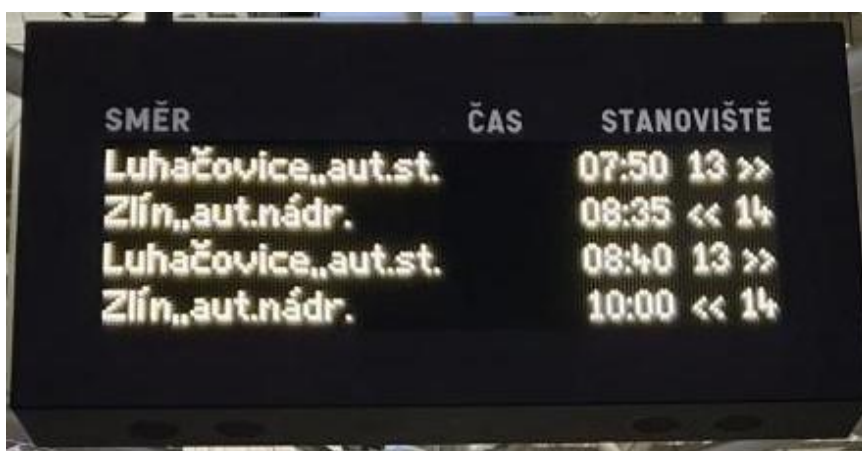 SMĚR ČAS STANOVIŠTĚ
Luhačovice,,aut.st. 07:50 13 >>
Zlín,,aut.nádr. 08:35 << 14
Luhačovice,,aut.st. 08:40 13 >>
Zlín,,aut.nádr. 10:00 << 14